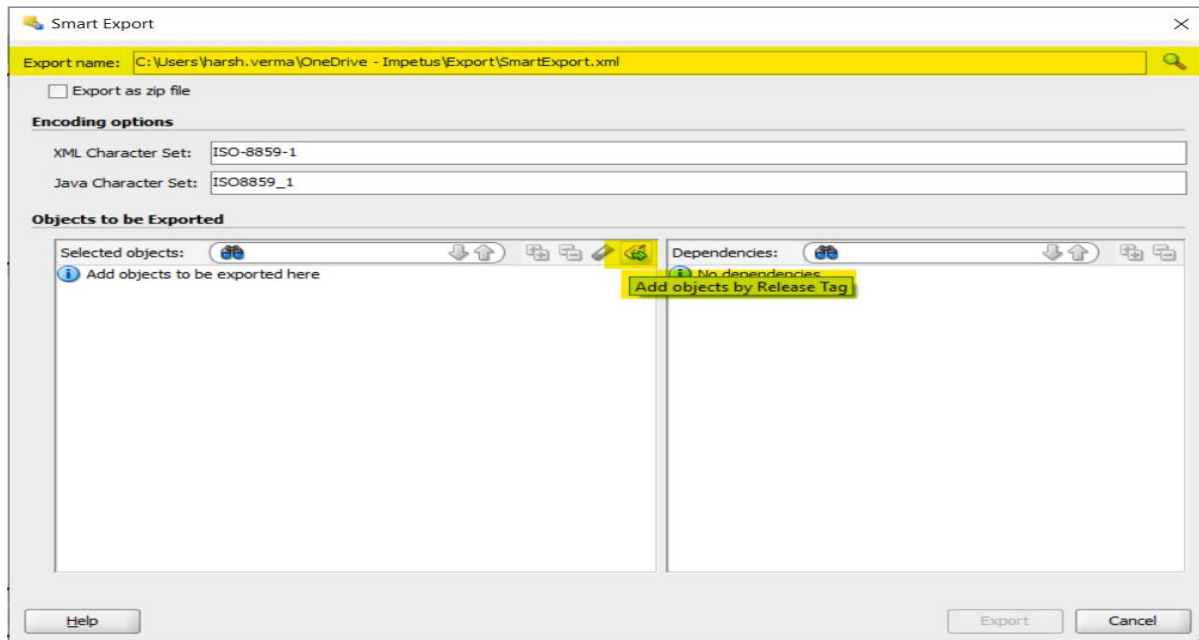 Smart Export
Export name: C:\Users\harsh.verma\OneDrive - Impetus\Export\SmartExport.xml
Export as zip file
Encoding options
XML Character Set: ISO-8859-1
Java Character Set: ISO8859_1
Objects to be Exported
Selected objects: Dependencies:
Add objects to be exported here No dependencies
Add objects by Release Tag
Help Export Cancel